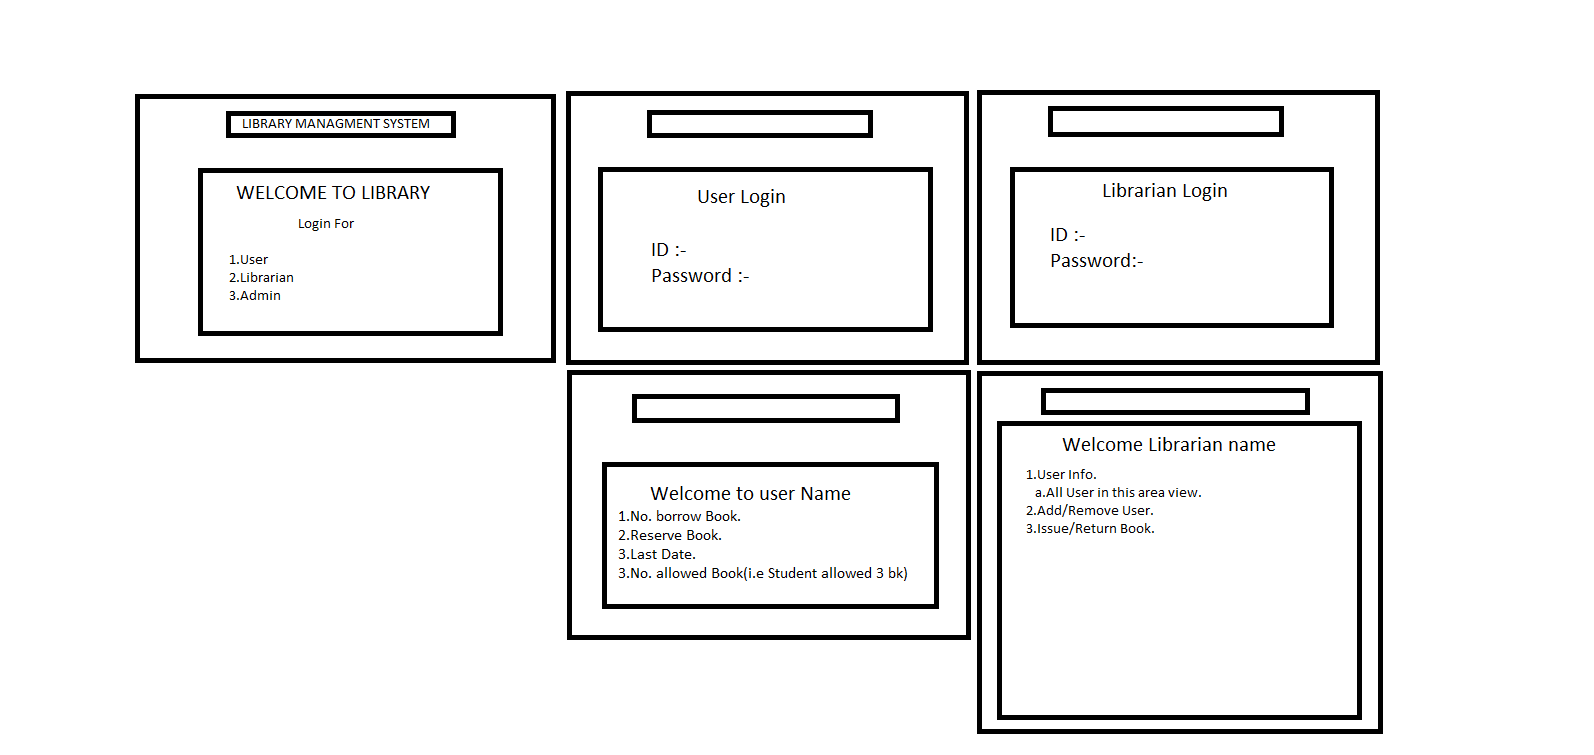 LIBRARY MANAGMENT SYSTEM
WELCOME TO LIBRARY
Login For
1.User
2.Librarian
3.Admin
User Login
ID :-
Password :-
Librarian Login
ID :-
Password:-
Welcome to user Name
1.No. borrow Book.
2.Reserve Book.
3.Last Date.
3.No. allowed Book(i.e Student allowed 3 bk)
Welcome Librarian name
1.User Info.
a.All User in this area view.
2.Add/Remove User.
3.Issue/Return Book.